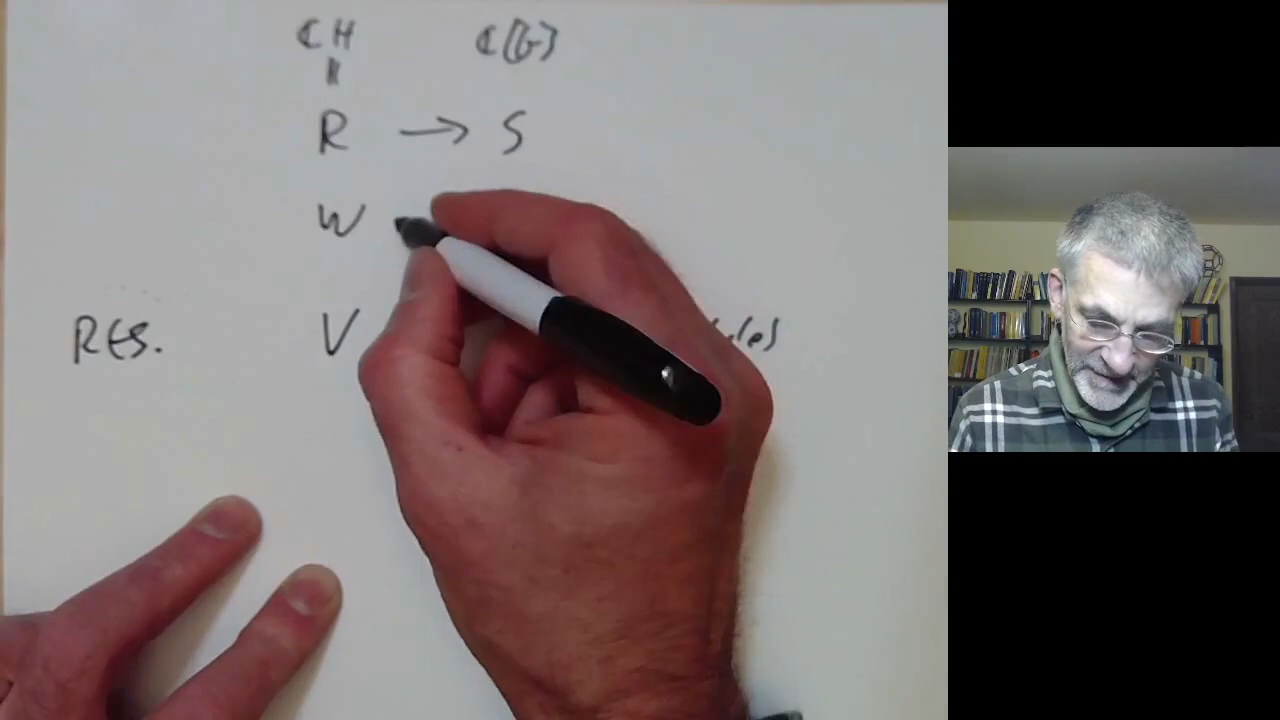 ℂH ℂ[G]
||
R → S
W
RES. V